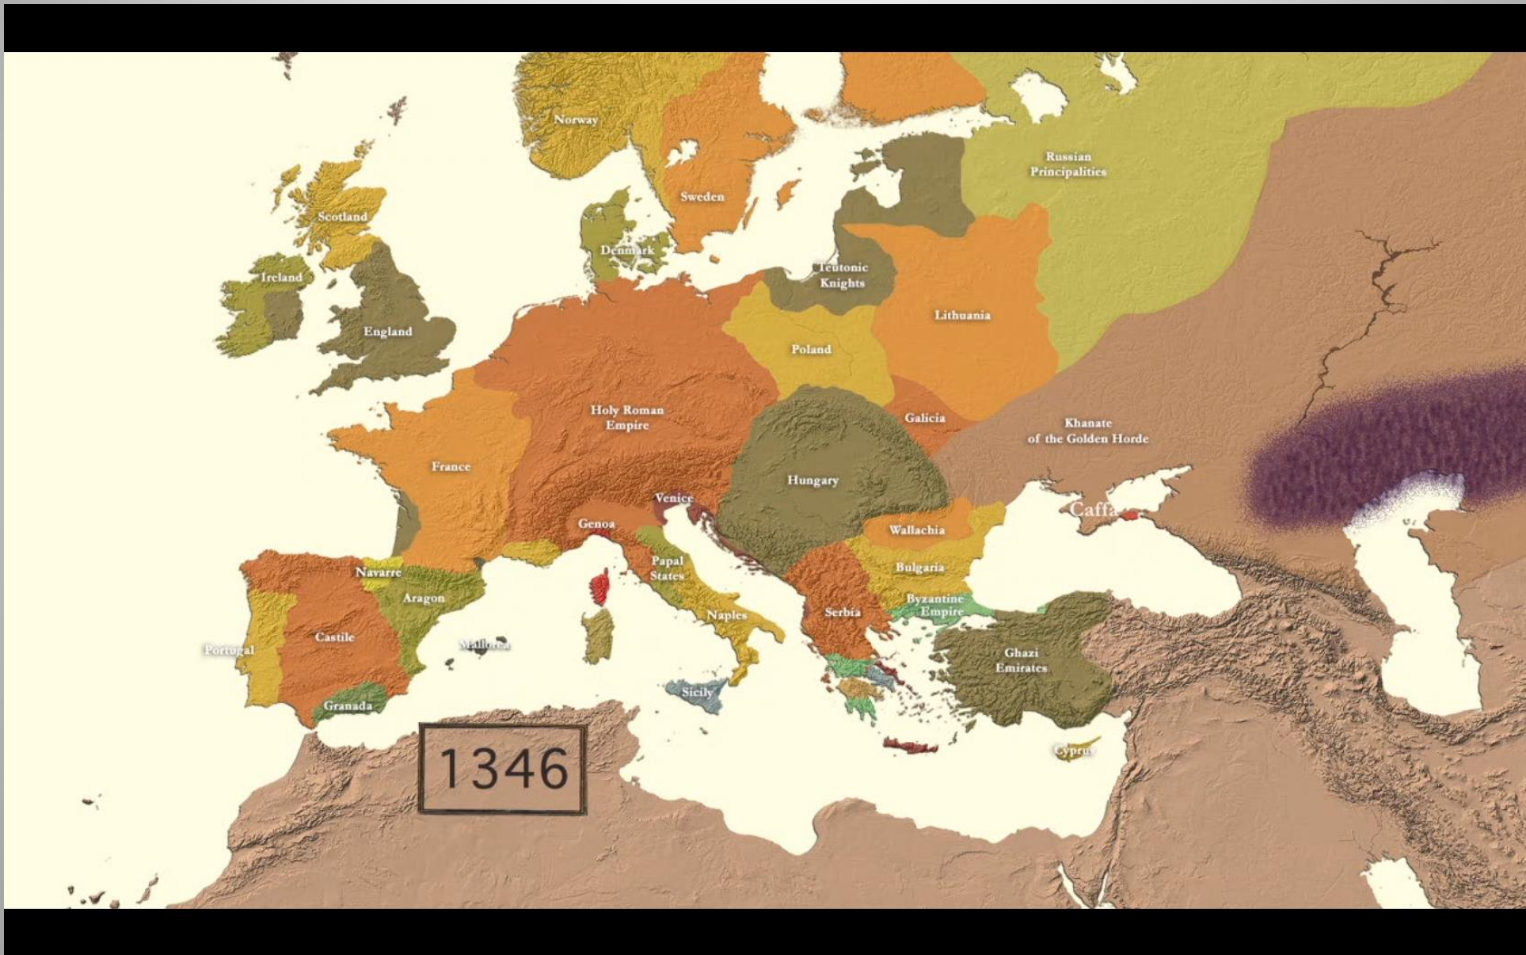 Norway
Russian
Principalities
Sweden
Scotland
Denmark
Ireland
Teutonic
Knights
Lithuania
England
Poland
Holy Roman
Empire
Galicia
Khanate
of the Golden Horde
France
Hungary
Venice
Caffa
Genoa
Wallachia
Navarre
Papal
States
Bulgaria
Aragon
Byzantine
Empire
Naples
Serbia
Castile
Mallorca
Portugal
Ghazi
Emirates
Sicily
Granada
Cyprus
1346